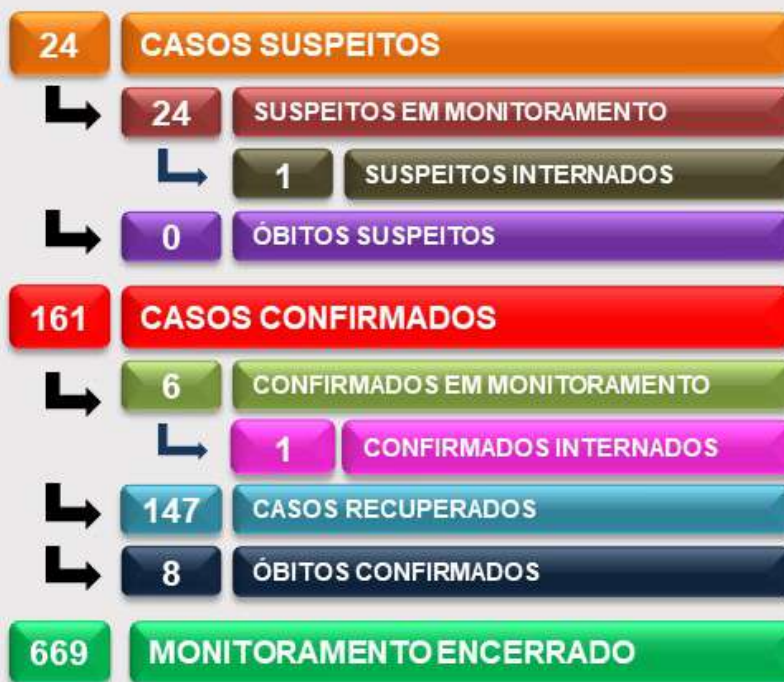 24 CASOS SUSPEITOS
24 SUSPEITOS EM MONITORAMENTO
1 SUSPEITOS INTERNADOS
0 ÓBITOS SUSPEITOS
161 CASOS CONFIRMADOS
6 CONFIRMADOS EM MONITORAMENTO
1 CONFIRMADOS INTERNADOS
147 CASOS RECUPERADOS
8 ÓBITOS CONFIRMADOS
669 MONITORAMENTO ENCERRADO